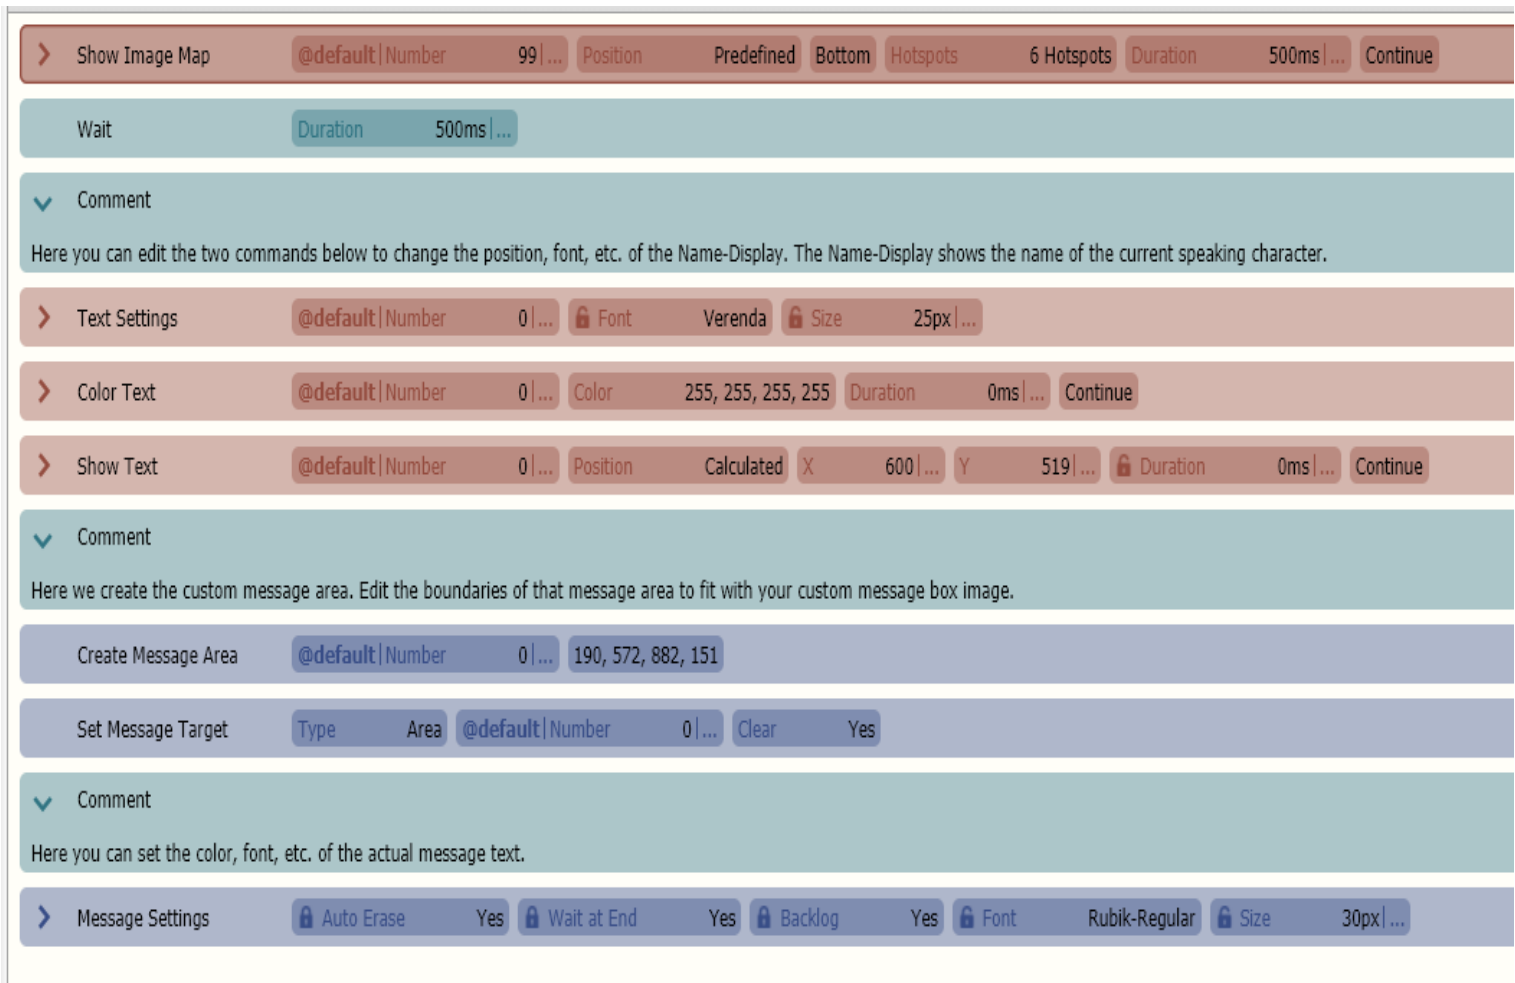 Show Image Map @default|Number 99|... Position Predefined Bottom Hotspots 6 Hotspots Duration 500ms|... Continue
Wait Duration 500ms|...
Comment
Here you can edit the two commands below to change the position, font, etc. of the Name-Display. The Name-Display shows the name of the current speaking character.
Text Settings @default|Number 0|... Font Verenda Size 25px|...
Color Text @default|Number 0|... Color 255, 255, 255, 255 Duration 0ms|... Continue
Show Text @default|Number 0|... Position Calculated X 600|... Y 519|... Duration 0ms|... Continue
Comment
Here we create the custom message area. Edit the boundaries of that message area to fit with your custom message box image.
Create Message Area @default|Number 0|... 190, 572, 882, 151
Set Message Target Type Area @default|Number 0|... Clear Yes
Comment
Here you can set the color, font, etc. of the actual message text.
Message Settings Auto Erase Yes Wait at End Yes Backlog Yes Font Rubik-Regular Size 30px|...